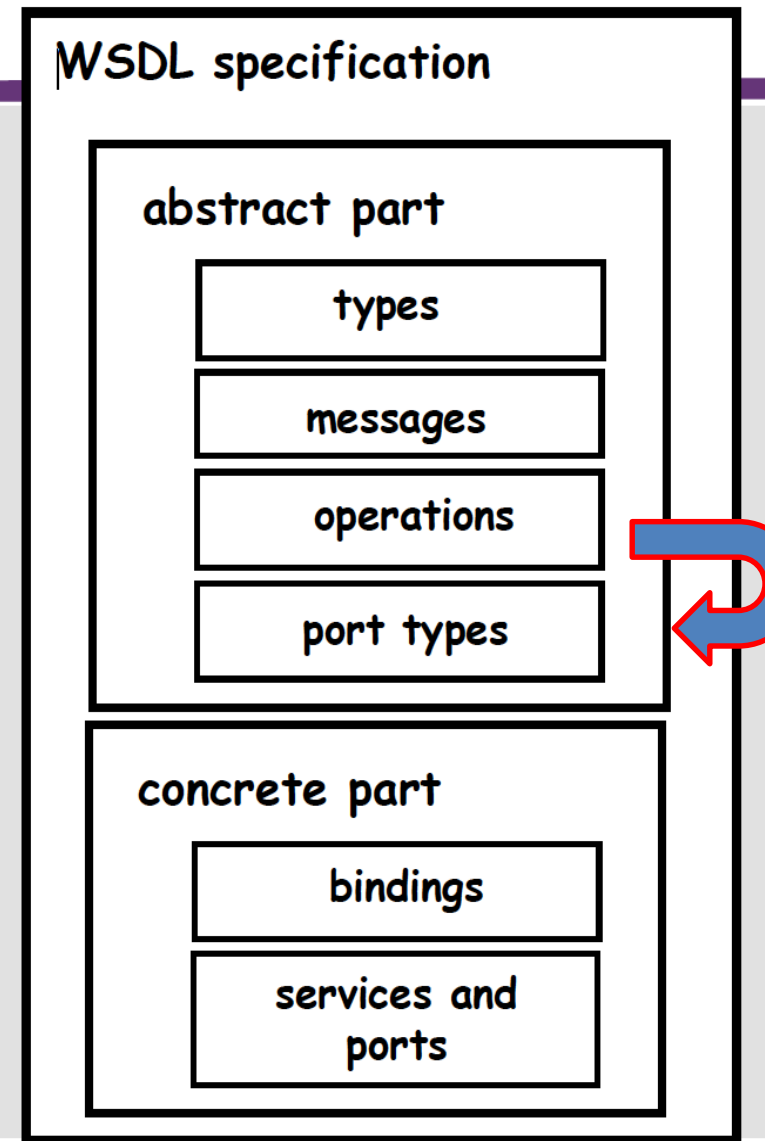 WSDL specification
abstract part
types
messages
operations
port types
concrete part
bindings
services and
ports